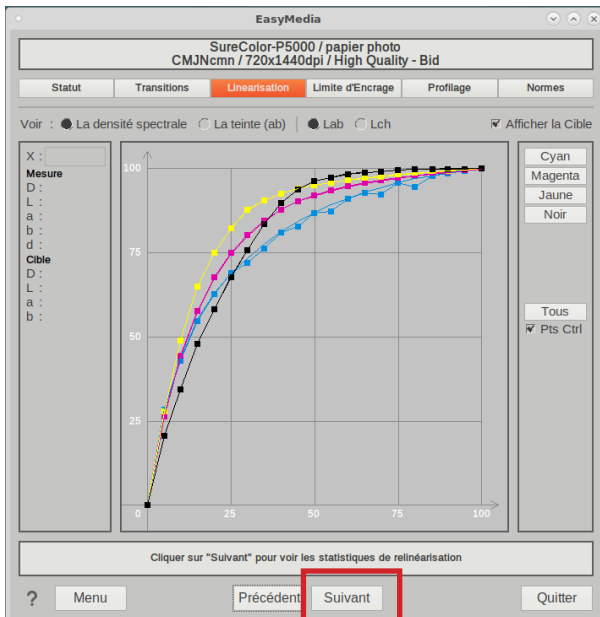 EasyMedia
SureColor-P5000 / papier photo
CMJNcmn / 720x1440dpi / High Quality - Bid
Statut Transitions Linearisation Limite d'Encrage Profilage Normes
Voir : La densité spectrale La teinte (ab) Lab Lch Afficher la Cible
X :
Mesure
D :
L :
a :
b :
d :
Cible
D :
L :
a :
b :
100
75
50
25
0 25 50 75 100
Cyan
Magenta
Jaune
Noir
Tous
Pts Ctrl
Cliquer sur "Suivant" pour voir les statistiques de relinéarisation
? Menu Précédent Suivant Quitter